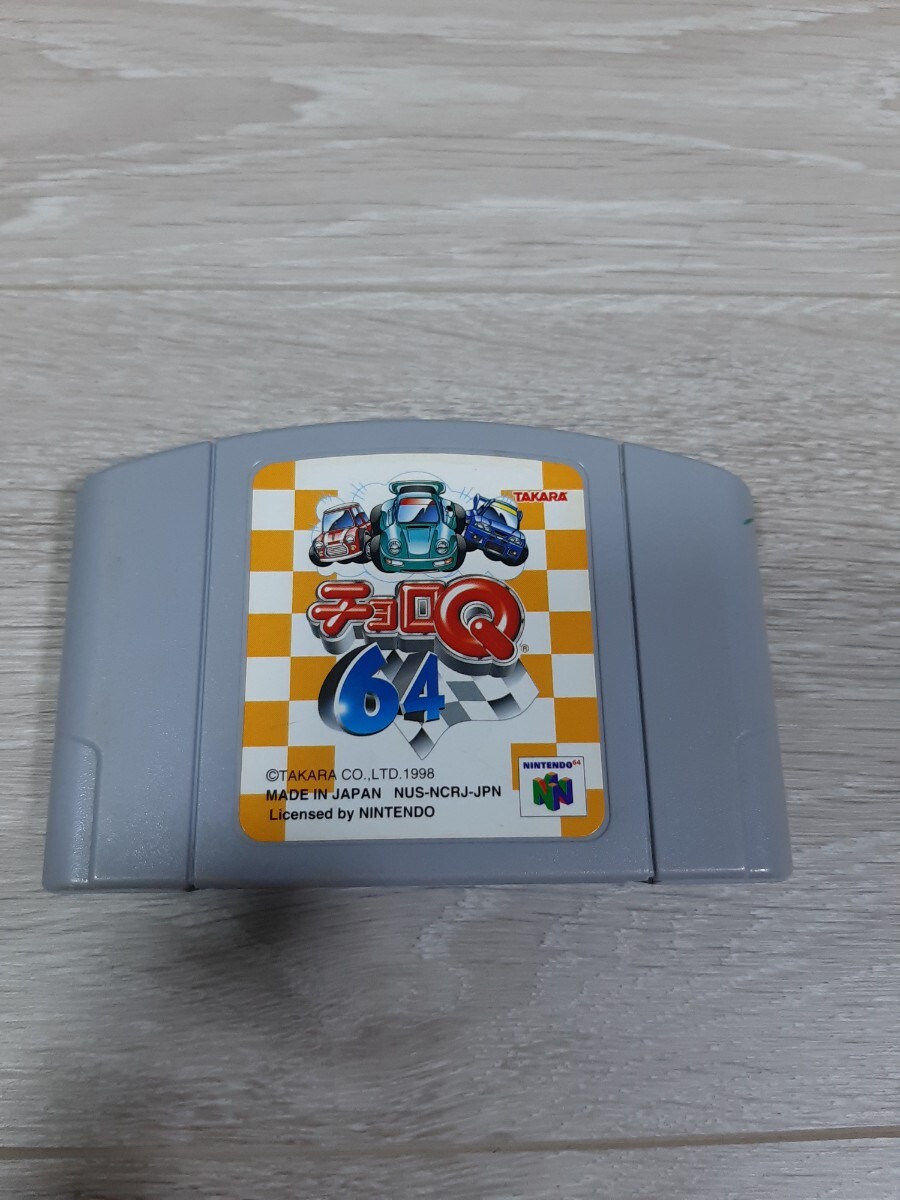 TAKARA
チョロQ®
64
©TAKARA CO.,LTD.1998
MADE IN JAPAN NUS-NCRJ-JPN
Licensed by NINTENDO
NINTENDO64